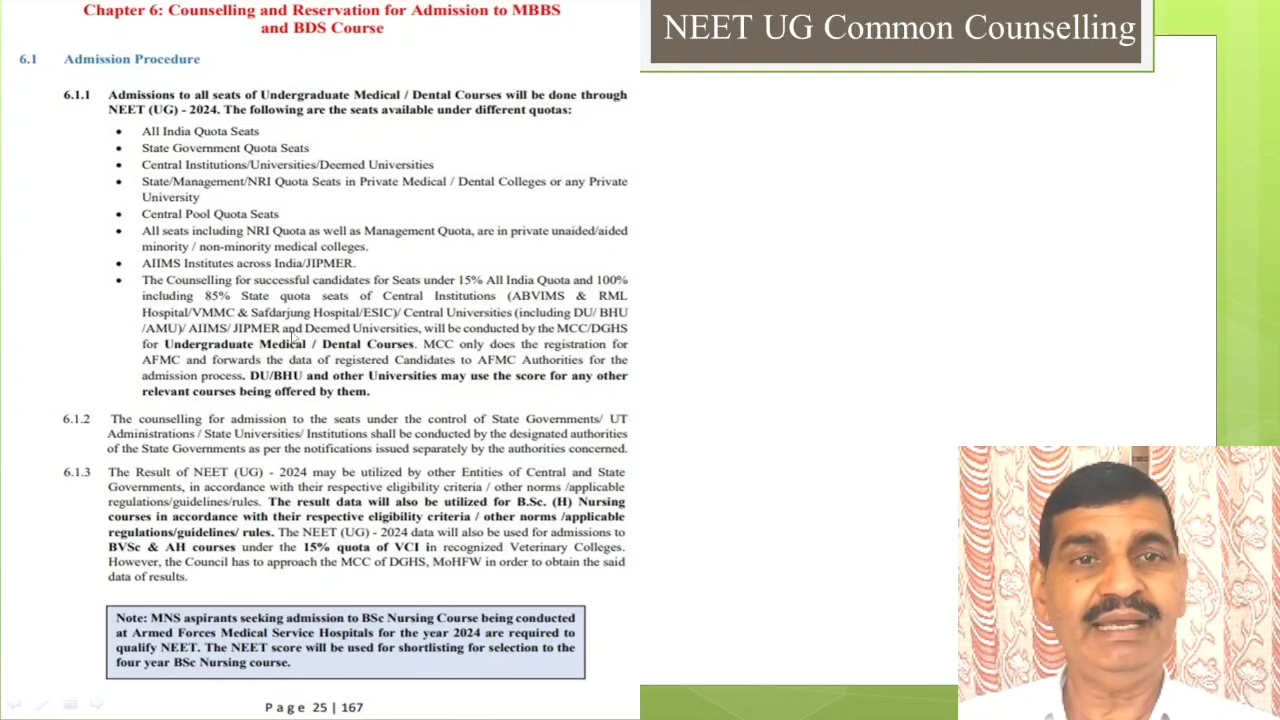 Chapter 6: Counselling and Reservation for Admission to MBBS
and BDS Course
6.1 Admission Procedure
6.1.1 Admissions to all seats of Undergraduate Medical / Dental Courses will be done through
NEET (UG) - 2024. The following are the seats available under different quotas:
• All India Quota Seats
• State Government Quota Seats
• Central Institutions/Universities/Deemed Universities
• State/Management/NRI Quota Seats in Private Medical / Dental Colleges or any Private
University
• Central Pool Quota Seats
• All seats including NRI Quota as well as Management Quota, are in private unaided/aided
minority / non-minority medical colleges.
• AIIMS Institutes across India/JIPMER.
• The Counselling for successful candidates for Seats under 15% All India Quota and 100%
including 85% State quota seats of Central Institutions (ABVIMS & RML
Hospital/VMMC & Safdarjung Hospital/ESIC)/ Central Universities (including DU/ BHU
/AMU)/ AIIMS/ JIPMER and Deemed Universities, will be conducted by the MCC/DGHS
for Undergraduate Medical / Dental Courses. MCC only does the registration for
AFMC and forwards the data of registered Candidates to AFMC Authorities for the
admission process. DU/BHU and other Universities may use the score for any other
relevant courses being offered by them.
6.1.2 The counselling for admission to the seats under the control of State Governments/ UT
Administrations / State Universities/ Institutions shall be conducted by the designated authorities
of the State Governments as per the notifications issued separately by the authorities concerned.
6.1.3 The Result of NEET (UG) - 2024 may be utilized by other Entities of Central and State
Governments, in accordance with their respective eligibility criteria / other norms /applicable
regulations/guidelines/rules. The result data will also be utilized for B.Sc. (H) Nursing
courses in accordance with their respective eligibility criteria / other norms /applicable
regulations/guidelines/ rules. The NEET (UG) - 2024 data will also be used for admissions to
BVSc & AH courses under the 15% quota of VCI in recognized Veterinary Colleges.
However, the Council has to approach the MCC of DGHS, MoHFW in order to obtain the said
data of results.
Note: MNS aspirants seeking admission to BSc Nursing Course being conducted
at Armed Forces Medical Service Hospitals for the year 2024 are required to
qualify NEET. The NEET score will be used for shortlisting for selection to the
four year BSc Nursing course.
Page 25 | 167
NEET UG Common Counselling